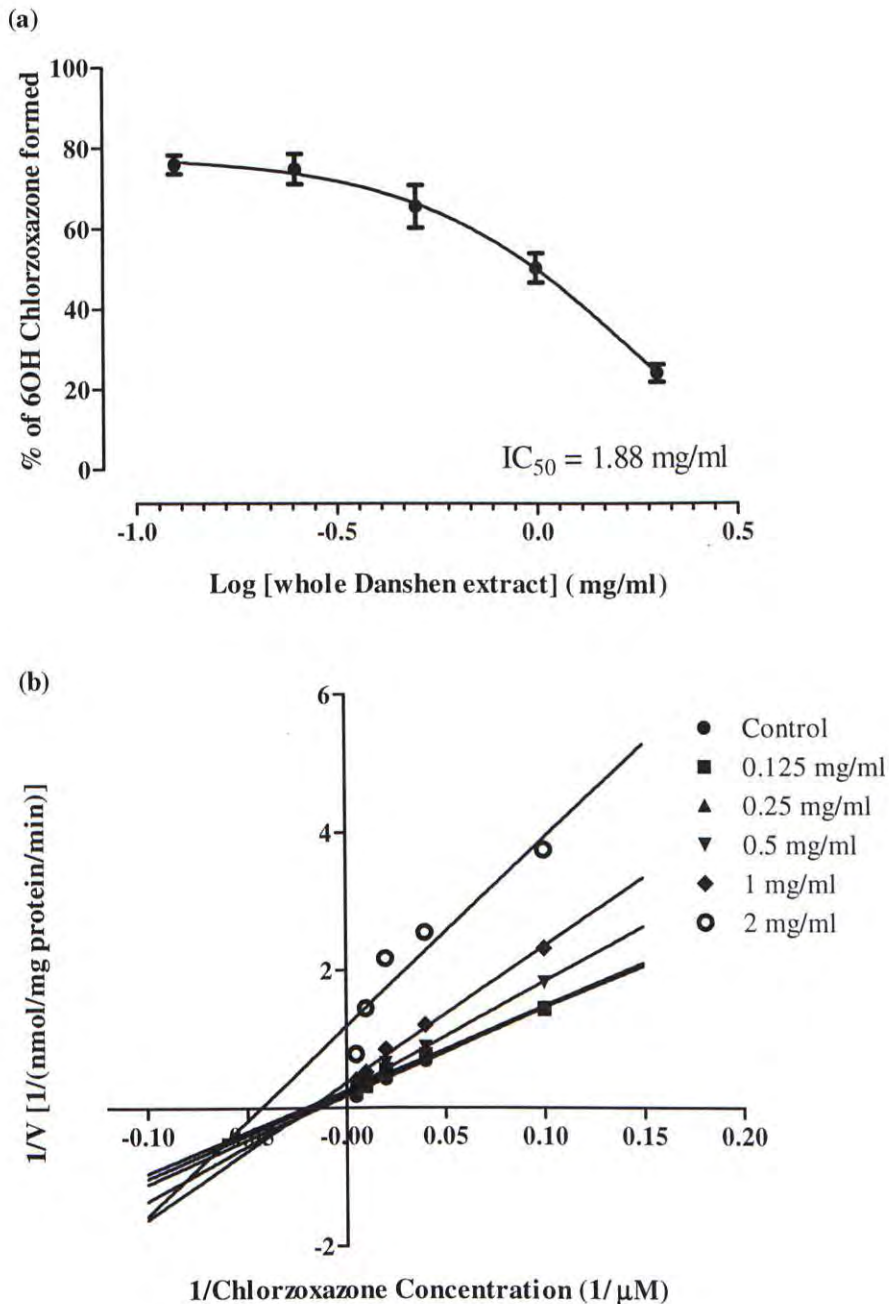 (a)
% of 6OH Chlorzoxazone formed
100
80
60
40
20
0
IC50 = 1.88 mg/ml
-1.0 -0.5 0.0 0.5
Log [whole Danshen extract] ( mg/ml)
(b)
1/V [1/(nmol/mg protein/min)]
6
4
2
-2
-0.10 -0.05 -0.00 0.05 0.10 0.15 0.20
Control
0.125 mg/ml
0.25 mg/ml
0.5 mg/ml
1 mg/ml
2 mg/ml
1/Chlorzoxazone Concentration (1/ µM)